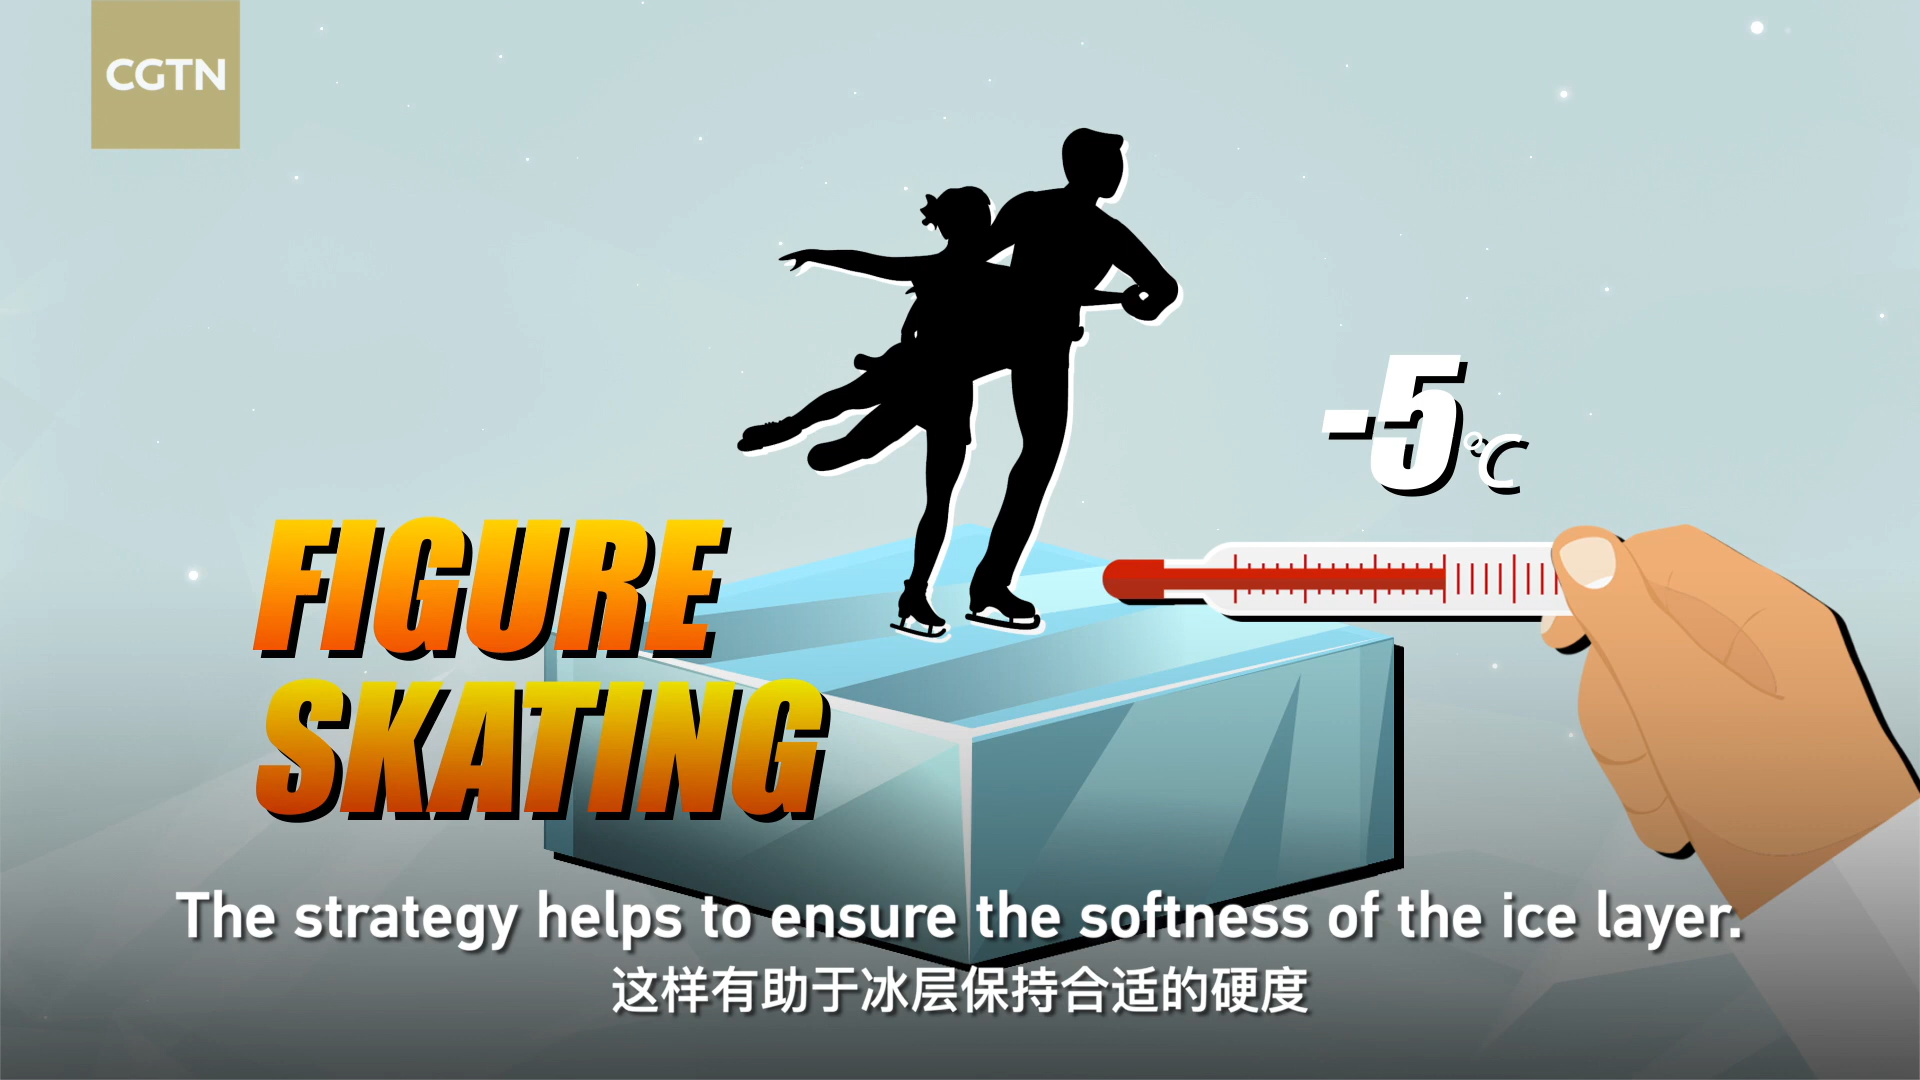 CGTN
-5℃
FIGURE
SKATING
The strategy helps to ensure the softness of the ice layer.
这样有助于冰层保持合适的硬度